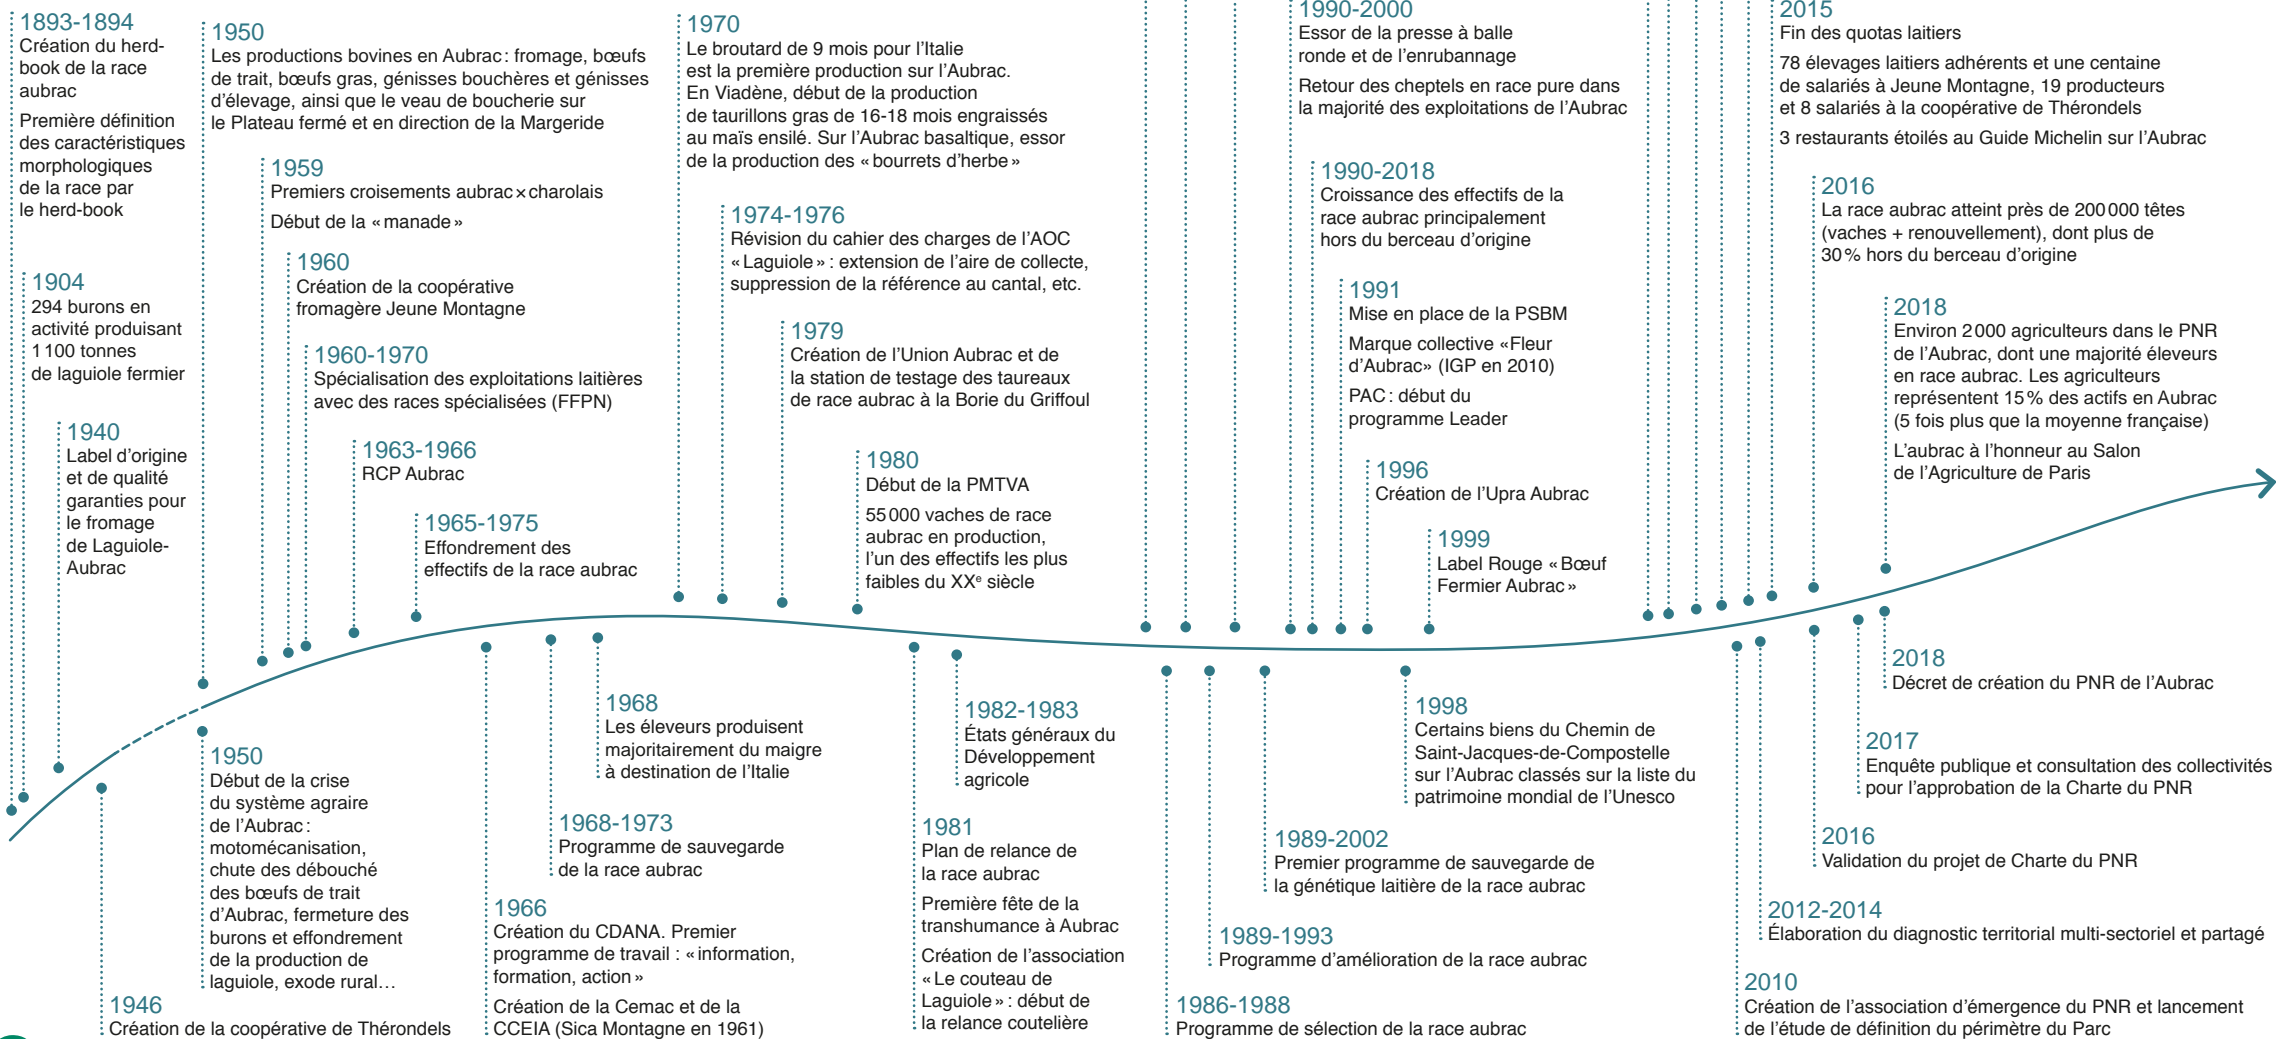 1893-1894
Création du herd-
book de la race
aubrac
Première définition
des caractéristiques
morphologiques
de la race par
le herd-book
1904
294 burons en
activité produisant
1 100 tonnes
de laguiole fermier
1940
Label d’origine
et de qualité
garanties pour
le fromage
de Laguiole-
Aubrac
1946
Création de la coopérative de Thérondels
1950
Les productions bovines en Aubrac : fromage, bœufs
de trait, bœufs gras, génisses bouchères et génisses
d’élevage, ainsi que le veau de boucherie sur
le Plateau fermé et en direction de la Margeride
1950
Début de la crise
du système agraire
de l’Aubrac :
motomécanisation,
chute des débouché
des bœufs de trait
d’Aubrac, fermeture des
burons et effondrement
de la production de
laguiole, exode rural…
1959
Premiers croisements aubrac × charolais
Début de la « manade »
1960
Création de la coopérative
fromagère Jeune Montagne
1960-1970
Spécialisation des exploitations laitières
avec des races spécialisées (FFPN)
1963-1966
RCP Aubrac
1965-1975
Effondrement des
effectifs de la race aubrac
1966
Création du CDANA. Premier
programme de travail : « information,
formation, action »
Création de la Cemac et de la
CCEIA (Sica Montagne en 1961)
1968-1973
Programme de sauvegarde
de la race aubrac
1968
Les éleveurs produisent
majoritairement du maigre
à destination de l’Italie
1970
Le broutard de 9 mois pour l’Italie
est la première production sur l’Aubrac.
En Viadène, début de la production
de taurillons gras de 16-18 mois engraissés
au maïs ensilé. Sur l’Aubrac basaltique, essor
de la production des « bourrets d’herbe »
1974-1976
Révision du cahier des charges de l’AOC
« Laguiole » : extension de l’aire de collecte,
suppression de la référence au cantal, etc.
1979
Création de l’Union Aubrac et de
la station de testage des taureaux
de race aubrac à la Borie du Griffoul
1980
Début de la PMTVA
55 000 vaches de race
aubrac en production,
l’un des effectifs les plus
faibles du XXe siècle
1981
Plan de relance de
la race aubrac
Première fête de la
transhumance à Aubrac
Création de l’association
« Le couteau de
Laguiole » : début de
la relance coutelière
1982-1983
États généraux du
Développement
agricole
1986-1988
Programme de sélection de la race aubrac
1989-1993
Programme d’amélioration de la race aubrac
1989-2002
Premier programme de sauvegarde de
la génétique laitière de la race aubrac
1990-2000
Essor de la presse à balle
ronde et de l’enrubannage
Retour des cheptels en race pure dans
la majorité des exploitations de l’Aubrac
1990-2018
Croissance des effectifs de la
race aubrac principalement
hors du berceau d’origine
1991
Mise en place de la PSBM
Marque collective «Fleur
d’Aubrac» (IGP en 2010)
PAC : début du
programme Leader
1996
Création de l’Upra Aubrac
1998
Certains biens du Chemin de
Saint-Jacques-de-Compostelle
sur l’Aubrac classés sur la liste du
patrimoine mondial de l’Unesco
1999
Label Rouge « Bœuf
Fermier Aubrac »
2010
Création de l’association d’émergence du PNR et lancement
de l’étude de définition du périmètre du Parc
2012-2014
Élaboration du diagnostic territorial multi-sectoriel et partagé
2015
Fin des quotas laitiers
78 élevages laitiers adhérents et une centaine
de salariés à Jeune Montagne, 19 producteurs
et 8 salariés à la coopérative de Thérondels
3 restaurants étoilés au Guide Michelin sur l’Aubrac
2016
La race aubrac atteint près de 200 000 têtes
(vaches + renouvellement), dont plus de
30 % hors du berceau d’origine
2016
Validation du projet de Charte du PNR
2017
Enquête publique et consultation des collectivités
pour l’approbation de la Charte du PNR
2018
Environ 2 000 agriculteurs dans le PNR
de l’Aubrac, dont une majorité éleveurs
en race aubrac. Les agriculteurs
représentent 15 % des actifs en Aubrac
(5 fois plus que la moyenne française)
L’aubrac à l’honneur au Salon
de l’Agriculture de Paris
2018
Décret de création du PNR de l’Aubrac